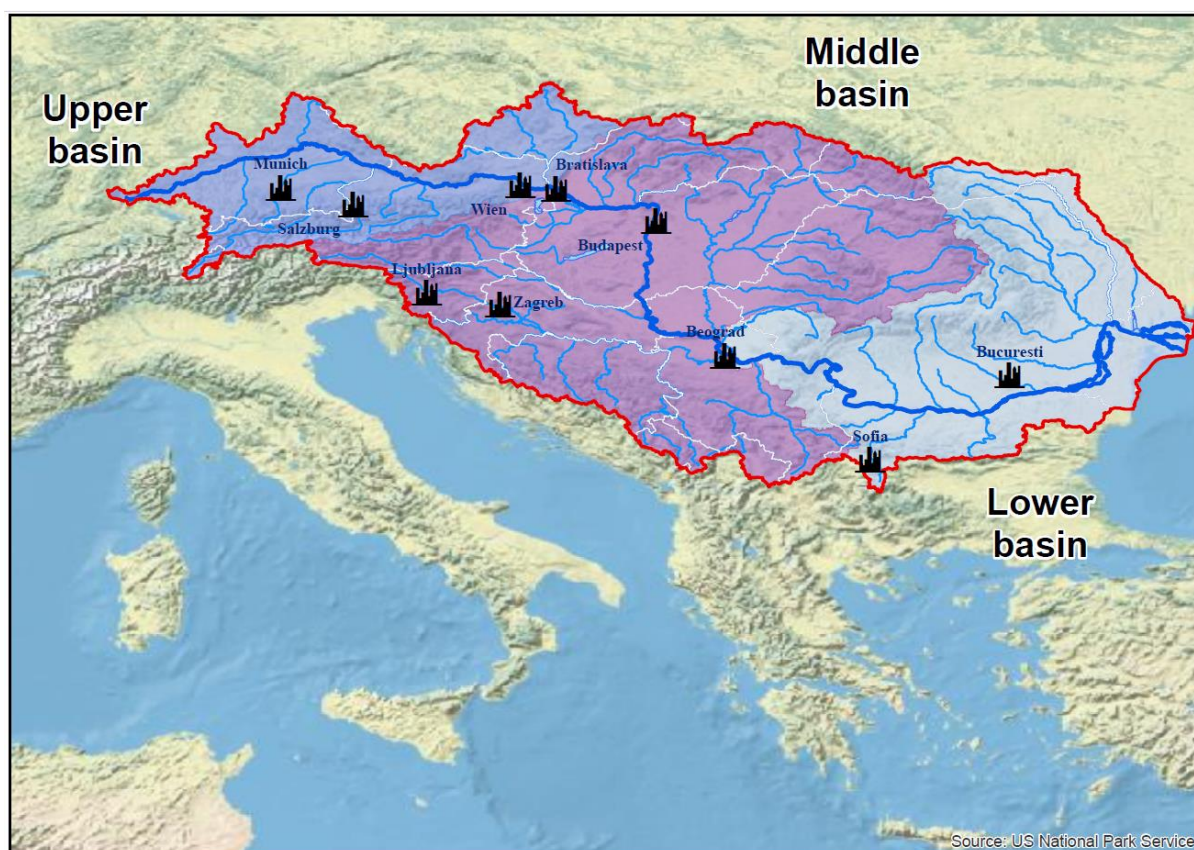 Middle
basin
Upper
basin
Munich
Bratislava
Wien
Salzburg
Budapest
Ljubljana
Zagreb
Beograd
Bucuresti
Sofia
Lower
basin
Source: US National Park Service